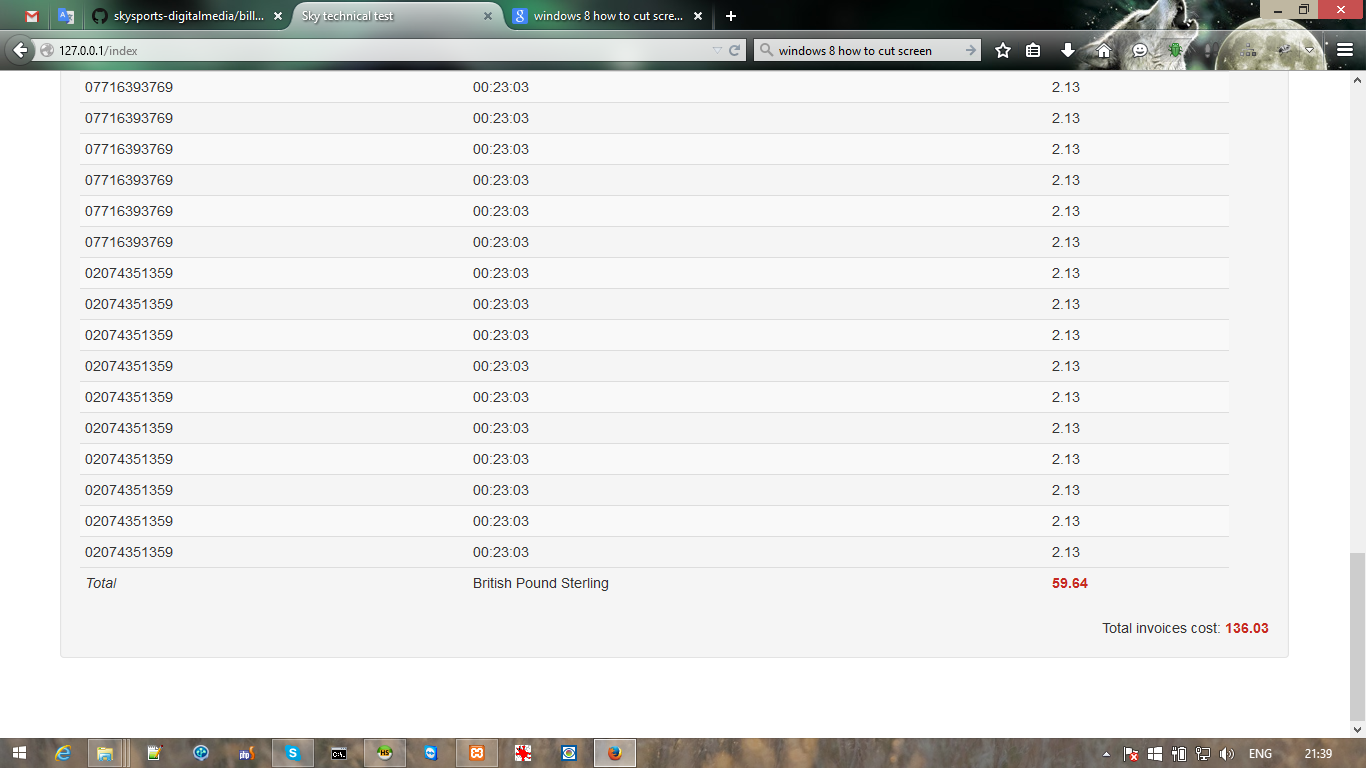 skysports-digitalmedia/bill...
Sky technical test
windows 8 how to cut scre...
127.0.0.1/index
windows 8 how to cut screen
07716393769 00:23:03 2.13
07716393769 00:23:03 2.13
07716393769 00:23:03 2.13
07716393769 00:23:03 2.13
07716393769 00:23:03 2.13
07716393769 00:23:03 2.13
02074351359 00:23:03 2.13
02074351359 00:23:03 2.13
02074351359 00:23:03 2.13
02074351359 00:23:03 2.13
02074351359 00:23:03 2.13
02074351359 00:23:03 2.13
02074351359 00:23:03 2.13
02074351359 00:23:03 2.13
02074351359 00:23:03 2.13
02074351359 00:23:03 2.13
Total British Pound Sterling 59.64
Total invoices cost: 136.03
ENG 21:39